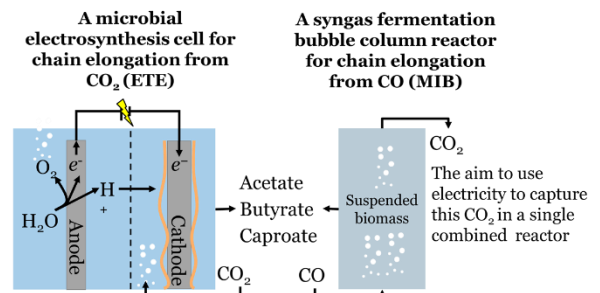 A microbial
electrosynthesis cell for
chain elongation from
CO₂ (ETE)
A syngas fermentation
bubble column reactor
for chain elongation
from CO (MIB)
O₂
e⁻
H
+
H₂O
Anode
e⁻
Cathode
Acetate
Butyrate
Caproate
CO₂
CO
Suspended
biomass
CO₂
The aim to use
electricity to capture
this CO₂ in a single
combined reactor